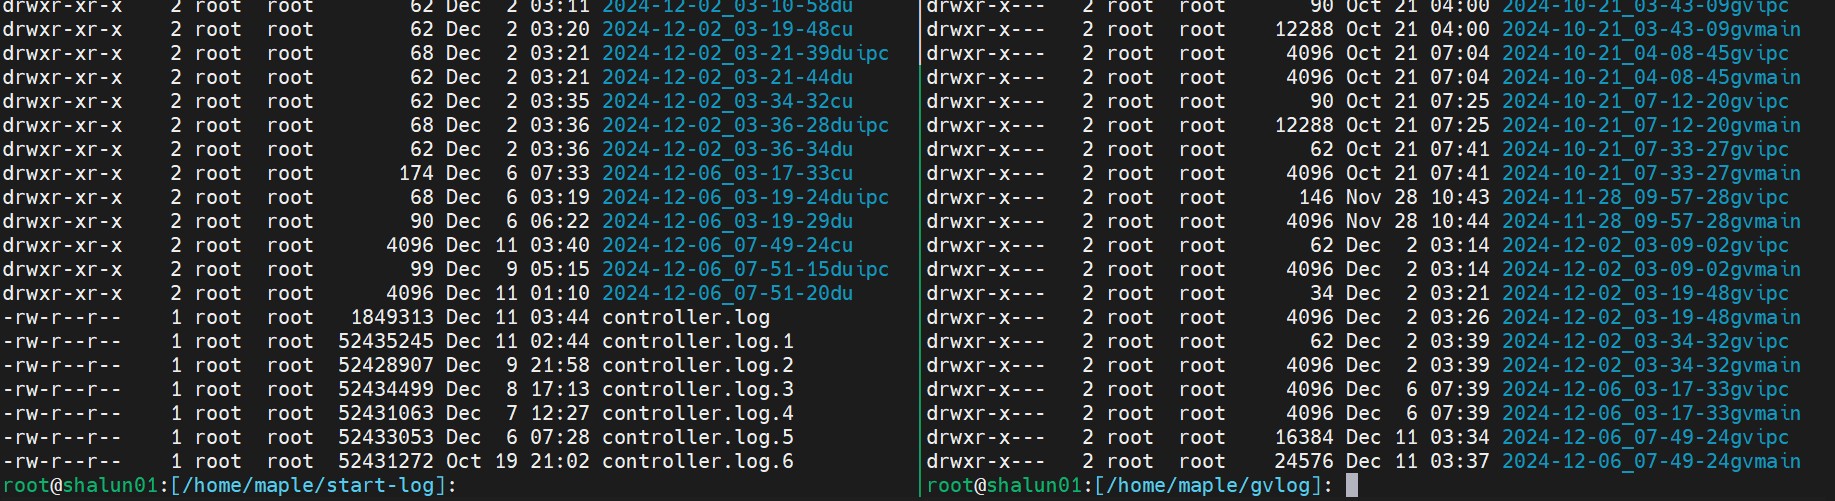 drwxr-xr-x    2 root  root        62 Dec  2 03:11 2024-12-02_03-10-58du
drwxr-xr-x    2 root  root        62 Dec  2 03:20 2024-12-02_03-19-48cu
drwxr-xr-x    2 root  root        68 Dec  2 03:21 2024-12-02_03-21-39duipc
drwxr-xr-x    2 root  root        62 Dec  2 03:21 2024-12-02_03-21-44du
drwxr-xr-x    2 root  root        62 Dec  2 03:35 2024-12-02_03-34-32cu
drwxr-xr-x    2 root  root        68 Dec  2 03:36 2024-12-02_03-36-28duipc
drwxr-xr-x    2 root  root        62 Dec  2 03:36 2024-12-02_03-36-34du
drwxr-xr-x    2 root  root       174 Dec  6 07:33 2024-12-06_03-17-33cu
drwxr-xr-x    2 root  root        68 Dec  6 03:19 2024-12-06_03-19-24duipc
drwxr-xr-x    2 root  root        90 Dec  6 06:22 2024-12-06_03-19-29du
drwxr-xr-x    2 root  root      4096 Dec 11 03:40 2024-12-06_07-49-24cu
drwxr-xr-x    2 root  root        99 Dec  9 05:15 2024-12-06_07-51-15duipc
drwxr-xr-x    2 root  root      4096 Dec 11 01:10 2024-12-06_07-51-20du
-rw-r--r--    1 root  root   1849313 Dec 11 03:44 controller.log
-rw-r--r--    1 root  root  52435245 Dec 11 02:44 controller.log.1
-rw-r--r--    1 root  root  52428907 Dec  9 21:58 controller.log.2
-rw-r--r--    1 root  root  52434499 Dec  8 17:13 controller.log.3
-rw-r--r--    1 root  root  52431063 Dec  7 12:27 controller.log.4
-rw-r--r--    1 root  root  52433053 Dec  6 07:28 controller.log.5
-rw-r--r--    1 root  root  52431272 Oct 19 21:02 controller.log.6
root@shalun01:[/home/maple/start-log]:
drwxr-x---   2 root  root        90 Oct 21 04:00 2024-10-21_03-43-09gvipc
drwxr-x---   2 root  root     12288 Oct 21 04:00 2024-10-21_03-43-09gvmain
drwxr-x---   2 root  root      4096 Oct 21 07:04 2024-10-21_04-08-45gvipc
drwxr-x---   2 root  root      4096 Oct 21 07:04 2024-10-21_04-08-45gvmain
drwxr-x---   2 root  root        90 Oct 21 07:25 2024-10-21_07-12-20gvipc
drwxr-x---   2 root  root     12288 Oct 21 07:25 2024-10-21_07-12-20gvmain
drwxr-x---   2 root  root        62 Oct 21 07:41 2024-10-21_07-33-27gvipc
drwxr-x---   2 root  root      4096 Oct 21 07:41 2024-10-21_07-33-27gvmain
drwxr-x---   2 root  root       146 Nov 28 10:43 2024-11-28_09-57-28gvipc
drwxr-x---   2 root  root      4096 Nov 28 10:44 2024-11-28_09-57-28gvmain
drwxr-x---   2 root  root        62 Dec  2 03:14 2024-12-02_03-09-02gvipc
drwxr-x---   2 root  root      4096 Dec  2 03:14 2024-12-02_03-09-02gvmain
drwxr-x---   2 root  root        34 Dec  2 03:21 2024-12-02_03-19-48gvipc
drwxr-x---   2 root  root      4096 Dec  2 03:26 2024-12-02_03-19-48gvmain
drwxr-x---   2 root  root        62 Dec  2 03:39 2024-12-02_03-34-32gvipc
drwxr-x---   2 root  root      4096 Dec  2 03:39 2024-12-02_03-34-32gvmain
drwxr-x---   2 root  root      4096 Dec  6 07:39 2024-12-06_03-17-33gvipc
drwxr-x---   2 root  root      4096 Dec  6 07:39 2024-12-06_03-17-33gvmain
drwxr-x---   2 root  root     16384 Dec 11 03:34 2024-12-06_07-49-24gvipc
drwxr-x---   2 root  root     24576 Dec 11 03:37 2024-12-06_07-49-24gvmain
root@shalun01:[/home/maple/gvlog]: